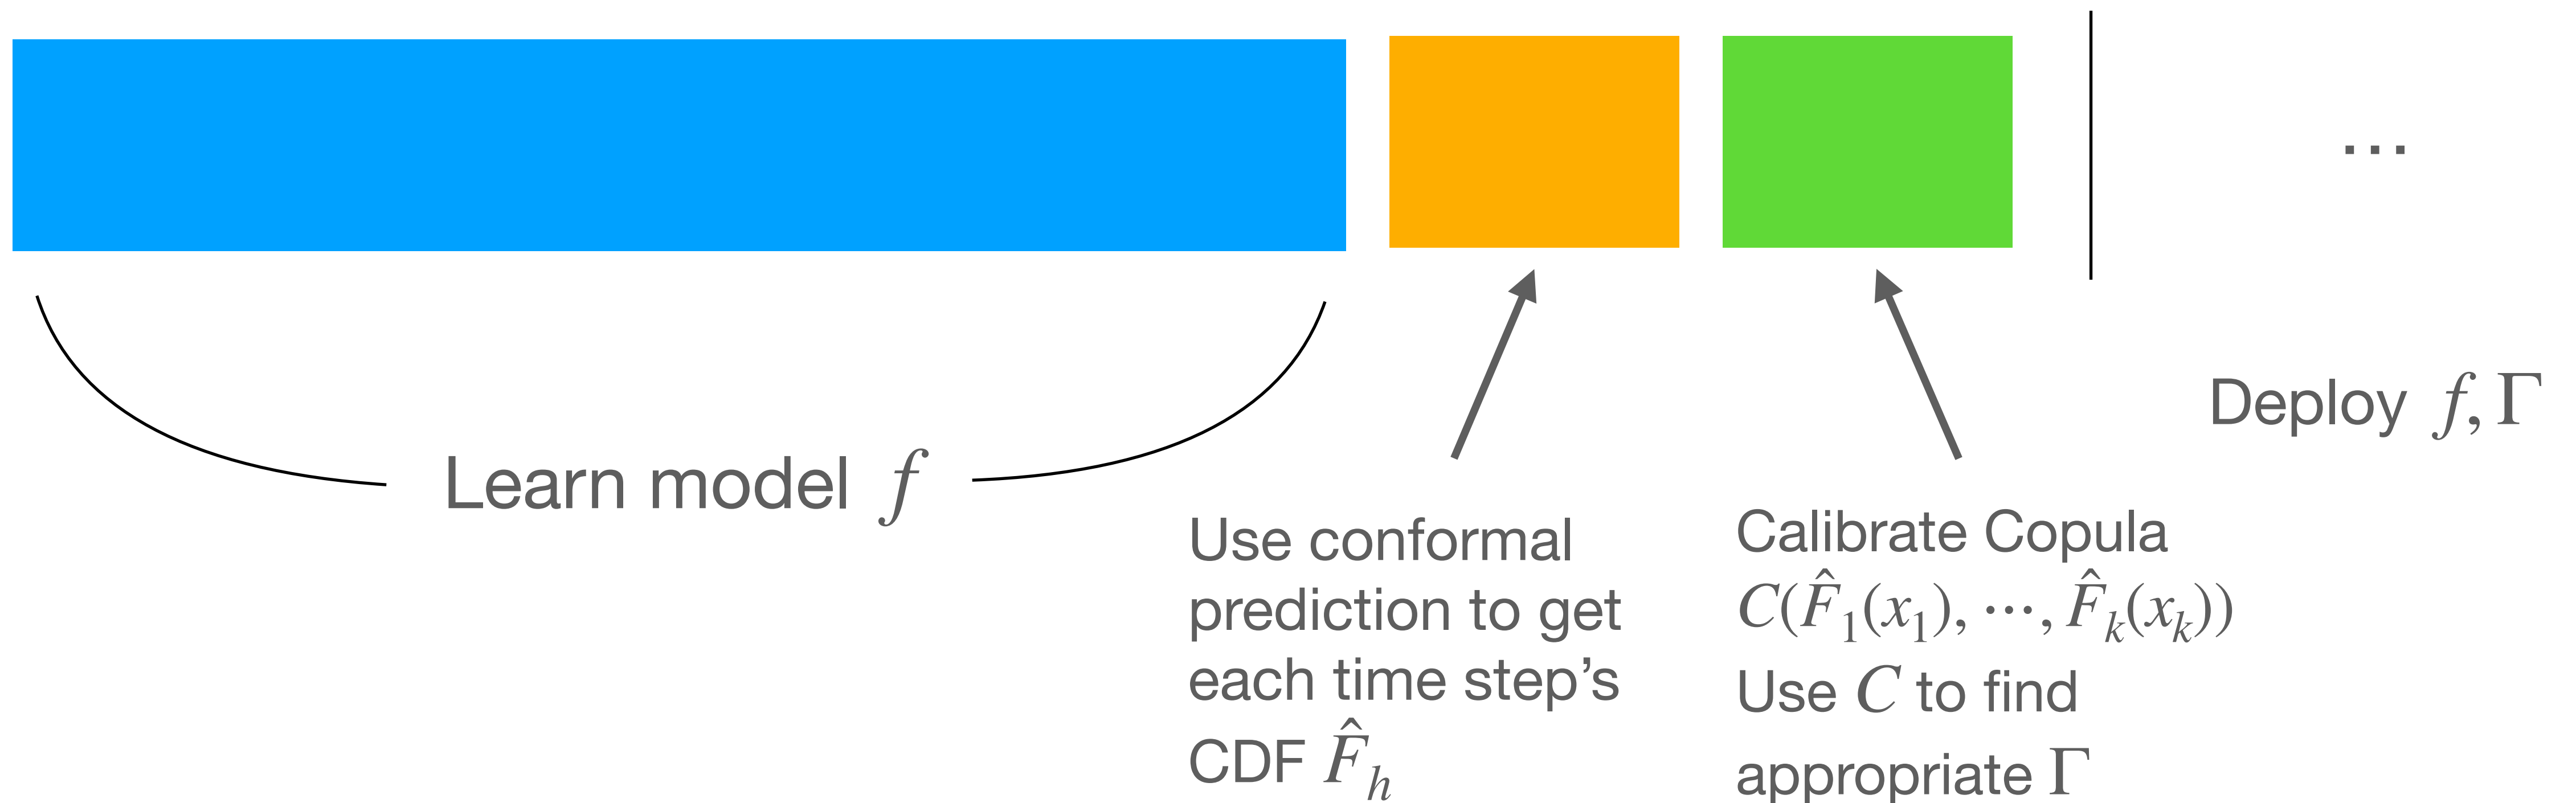 …
Learn model f
Deploy f, Γ
Use conformal
prediction to get
each time step’s
CDF F̂_h
Calibrate Copula
C(F̂_1(x_1), ⋯, F̂_k(x_k))
Use C to find
appropriate Γ